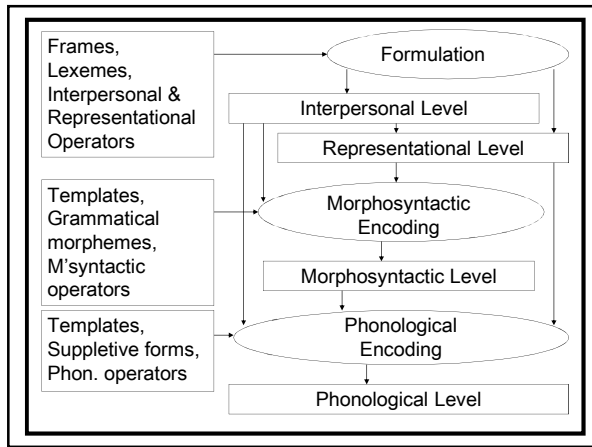 Frames,
Lexemes,
Interpersonal &
Representational
Operators
Formulation
Interpersonal Level
Representational Level
Templates,
Grammatical
morphemes,
M'syntactic
operators
Morphosyntactic
Encoding
Morphosyntactic Level
Templates,
Suppletive forms,
Phon. operators
Phonological
Encoding
Phonological Level